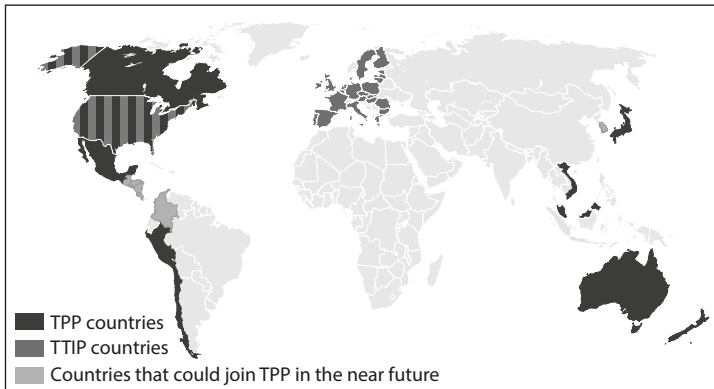 TPP countries
TTIP countries
Countries that could join TPP in the near future